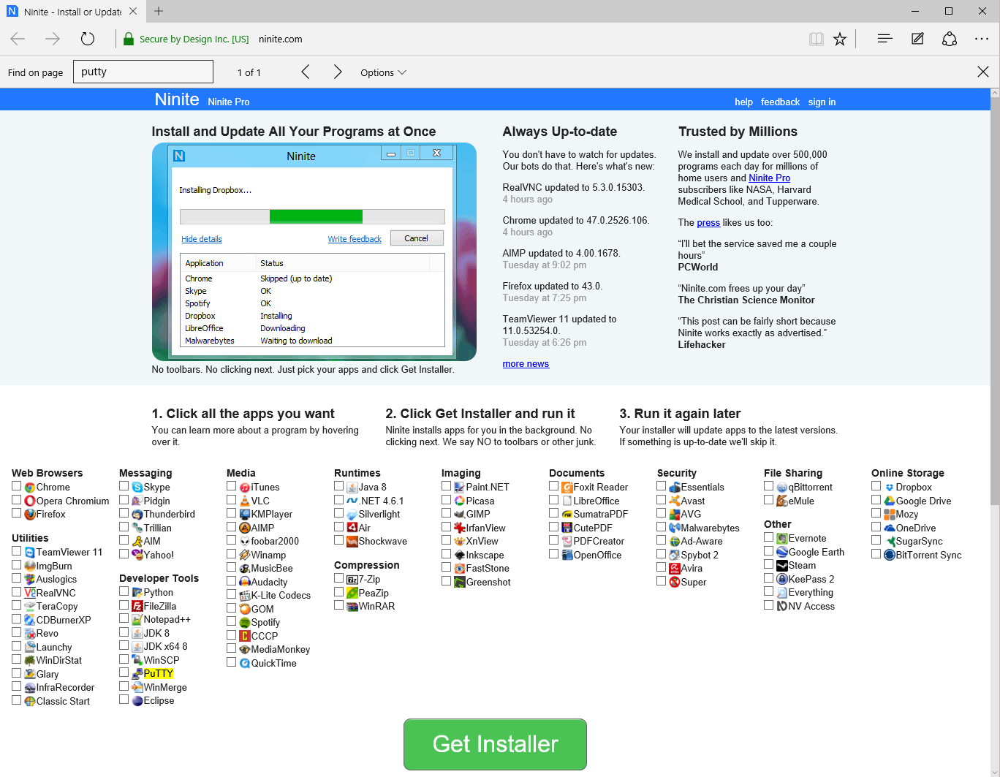 Ninite - Install or Update
Secure by Design Inc. [US] ninite.com
Find on page putty 1 of 1 Options
Ninite Ninite Pro help feedback sign in
Install and Update All Your Programs at Once
Ninite
Installing Dropbox...
Hide details Write feedback Cancel
Application Status
Chrome Skipped (up to date)
Skype OK
Spotify OK
Dropbox Installing
LibreOffice Downloading
Malwarebytes Waiting to download
No toolbars. No clicking next. Just pick your apps and click Get Installer.
Always Up-to-date
You don't have to watch for updates.
Our bots do that. Here's what's new:
RealVNC updated to 5.3.0.15303.
4 hours ago
Chrome updated to 47.0.2526.106.
4 hours ago
AIMP updated to 4.00.1678.
Tuesday at 9:02 pm
Firefox updated to 43.0.
Tuesday at 7:25 pm
TeamViewer 11 updated to
11.0.53254.0.
Tuesday at 6:26 pm
more news
Trusted by Millions
We install and update over 500,000
programs each day for millions of
home users and Ninite Pro
subscribers like NASA, Harvard
Medical School, and Tupperware.
The press likes us too:
“I'll bet the service saved me a couple
hours”
PCWorld
“Ninite.com frees up your day”
The Christian Science Monitor
“This post can be fairly short because
Ninite works exactly as advertised.”
Lifehacker
1. Click all the apps you want
You can learn more about a program by hovering
over it.
2. Click Get Installer and run it
Ninite installs apps for you in the background. No
clicking next. We say NO to toolbars or other junk.
3. Run it again later
Your installer will update apps to the latest versions.
If something is up-to-date we'll skip it.
Web Browsers
Chrome
Opera Chromium
Firefox
Utilities
TeamViewer 11
ImgBurn
Auslogics
RealVNC
TeraCopy
CDBurnerXP
Revo
Launchy
WinDirStat
Glary
InfraRecorder
Classic Start
Messaging
Skype
Pidgin
Thunderbird
Trillian
AIM
Yahoo!
Developer Tools
Python
FileZilla
Notepad++
JDK 8
JDK x64 8
WinSCP
PuTTY
WinMerge
Eclipse
Media
iTunes
VLC
KMPlayer
AIMP
foobar2000
Winamp
MusicBee
Audacity
K-Lite Codecs
GOM
Spotify
CCCP
MediaMonkey
QuickTime
Runtimes
Java 8
.NET 4.6.1
Silverlight
Air
Shockwave
Compression
7-Zip
PeaZip
WinRAR
Imaging
Paint.NET
Picasa
GIMP
IrfanView
XnView
Inkscape
FastStone
Greenshot
Documents
Foxit Reader
LibreOffice
SumatraPDF
CutePDF
PDFCreator
OpenOffice
Security
Essentials
Avast
AVG
Malwarebytes
Ad-Aware
Spybot 2
Avira
Super
File Sharing
qBittorrent
eMule
Other
Evernote
Google Earth
Steam
KeePass 2
Everything
NV Access
Online Storage
Dropbox
Google Drive
Mozy
OneDrive
SugarSync
BitTorrent Sync
Get Installer